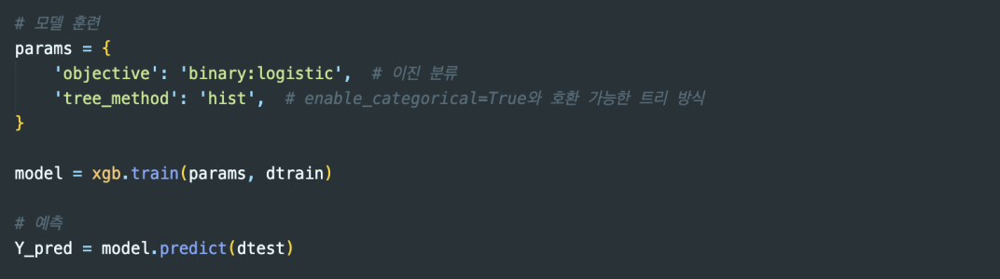 # 모델 훈련
params = {
    'objective': 'binary:logistic',  # 이진 분류
    'tree_method': 'hist',  # enable_categorical=True와 호환 가능한 트리 방식
}
model = xgb.train(params, dtrain)
# 예측
Y_pred = model.predict(dtest)